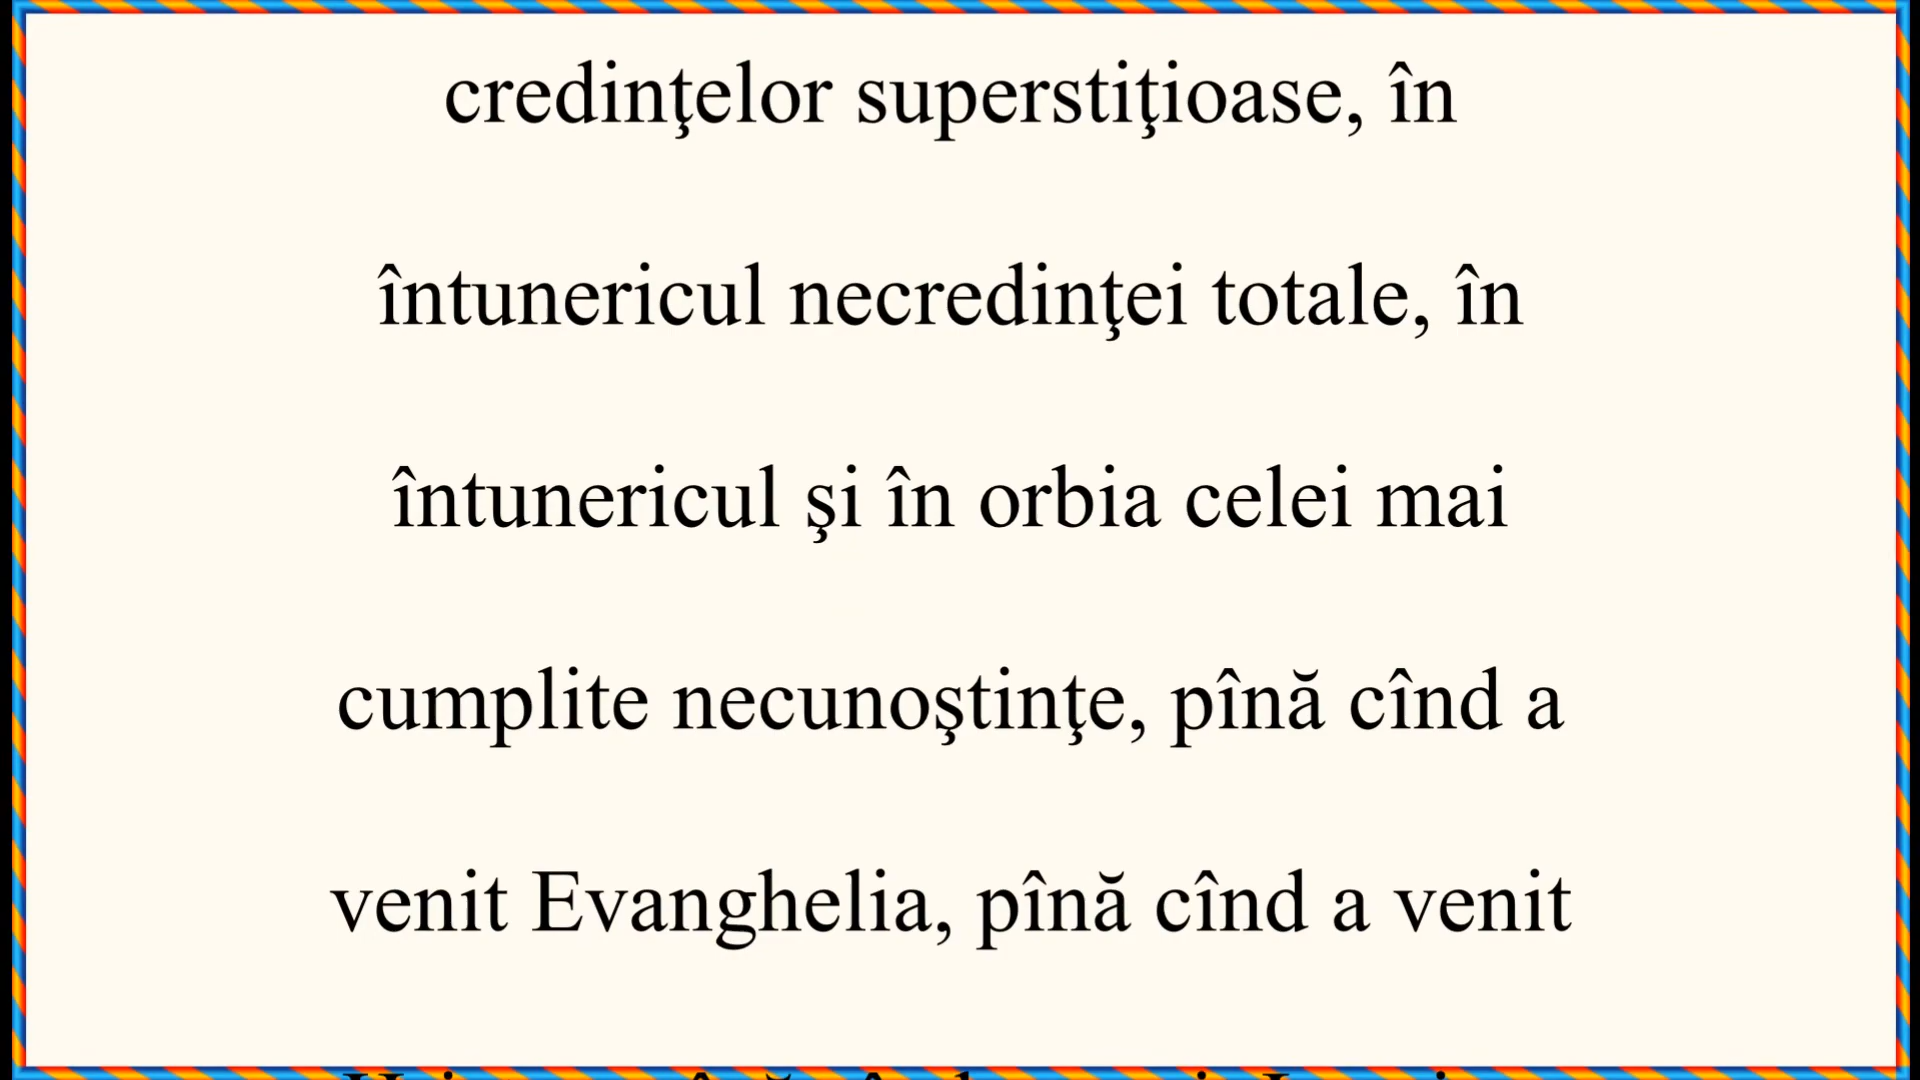 credinţelor superstiţioase, în
întunericul necredinţei totale, în
întunericul şi în orbia celei mai
cumplite necunoştinţe, pînă cînd a
venit Evanghelia, pînă cînd a venit